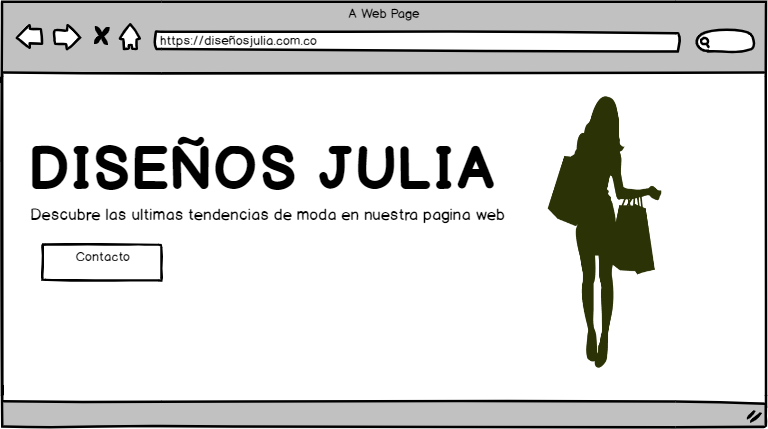 A Web Page
https://diseñosjulia.com.co
DISEÑOS JULIA
Descubre las ultimas tendencias de moda en nuestra pagina web
Contacto